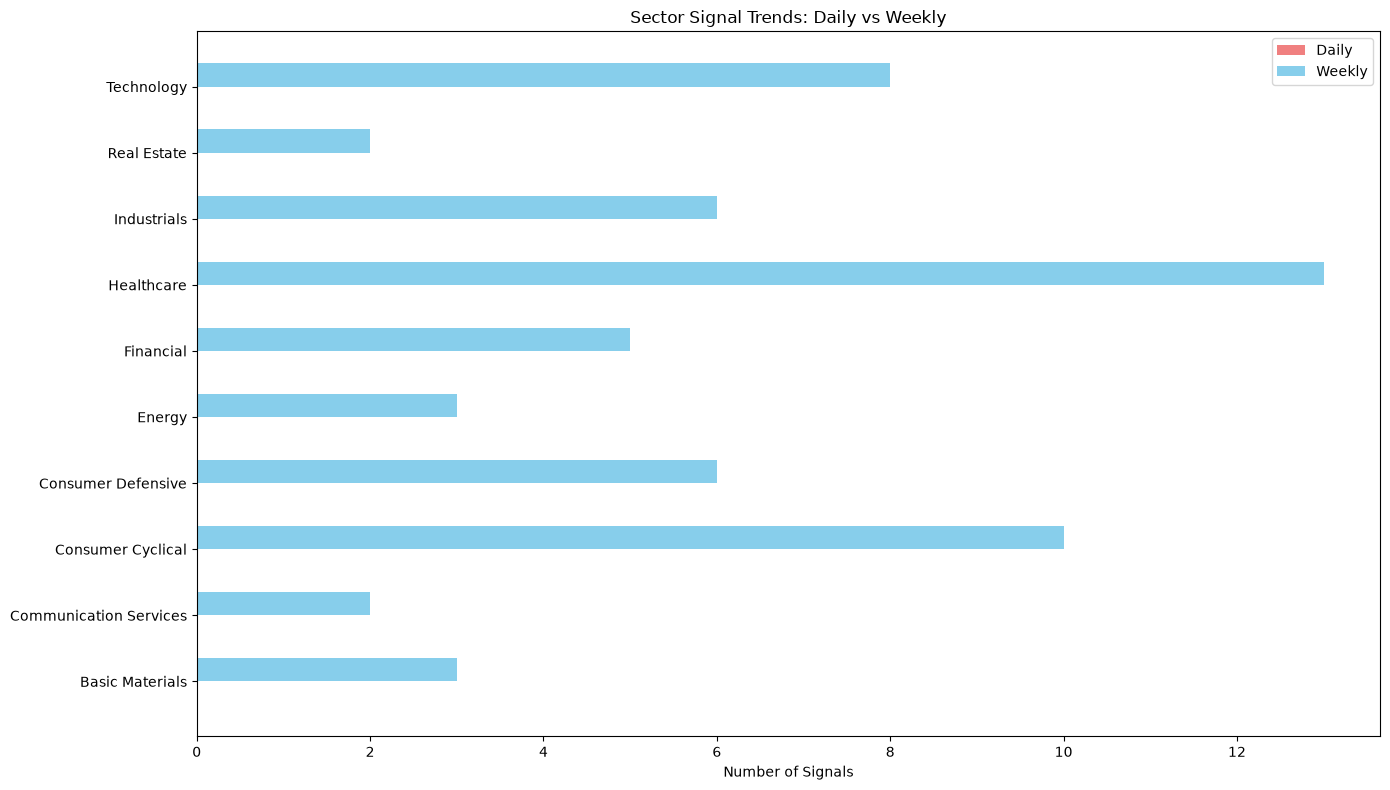 Sector Signal Trends: Daily vs Weekly
Daily
Weekly
Technology
Real Estate
Industrials
Healthcare
Financial
Energy
Consumer Defensive
Consumer Cyclical
Communication Services
Basic Materials
0 2 4 6 8 10 12
Number of Signals